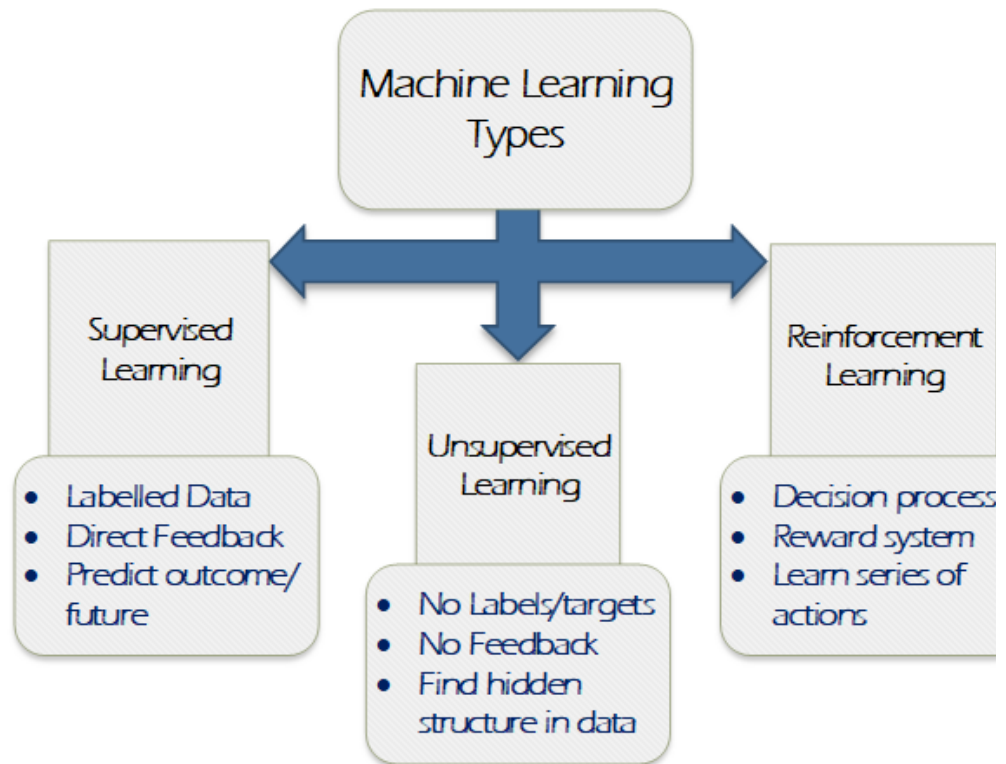 Machine Learning
Types
Supervised
Learning
• Labelled Data
• Direct Feedback
• Predict outcome/
future
Unsupervised
Learning
• No Labels/targets
• No Feedback
• Find hidden
structure in data
Reinforcement
Learning
• Decision process
• Reward system
• Learn series of
actions